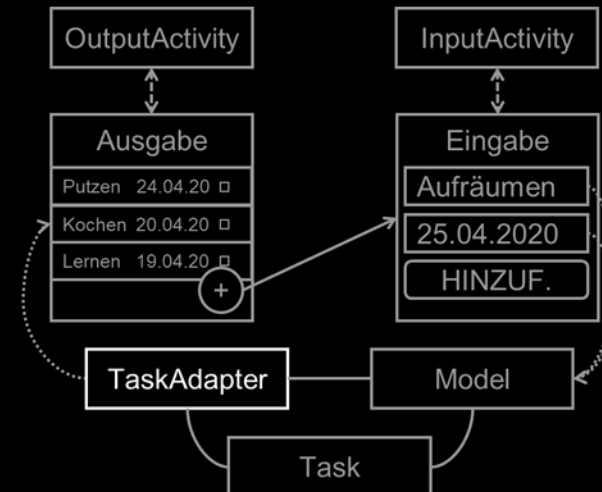 OutputActivity
InputActivity
Ausgabe
Putzen 24.04.20
Kochen 20.04.20
Lernen 19.04.20
+
Eingabe
Aufräumen
25.04.2020
HINZUF.
TaskAdapter
Model
Task